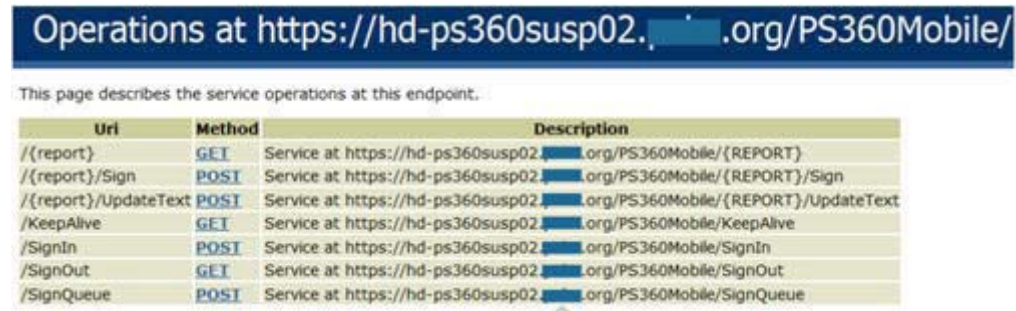 Operations at https://hd-ps360susp02. .org/PS360Mobile/
This page describes the service operations at this endpoint.
Uri Method Description
/{report} GET Service at https://hd-ps360susp02. .org/PS360Mobile/{REPORT}
/{report}/Sign POST Service at https://hd-ps360susp02. .org/PS360Mobile/{REPORT}/Sign
/{report}/UpdateText POST Service at https://hd-ps360susp02. .org/PS360Mobile/{REPORT}/UpdateText
/KeepAlive GET Service at https://hd-ps360susp02. .org/PS360Mobile/KeepAlive
/SignIn POST Service at https://hd-ps360susp02. .org/PS360Mobile/SignIn
/SignOut GET Service at https://hd-ps360susp02. .org/PS360Mobile/SignOut
/SignQueue POST Service at https://hd-ps360susp02. .org/PS360Mobile/SignQueue